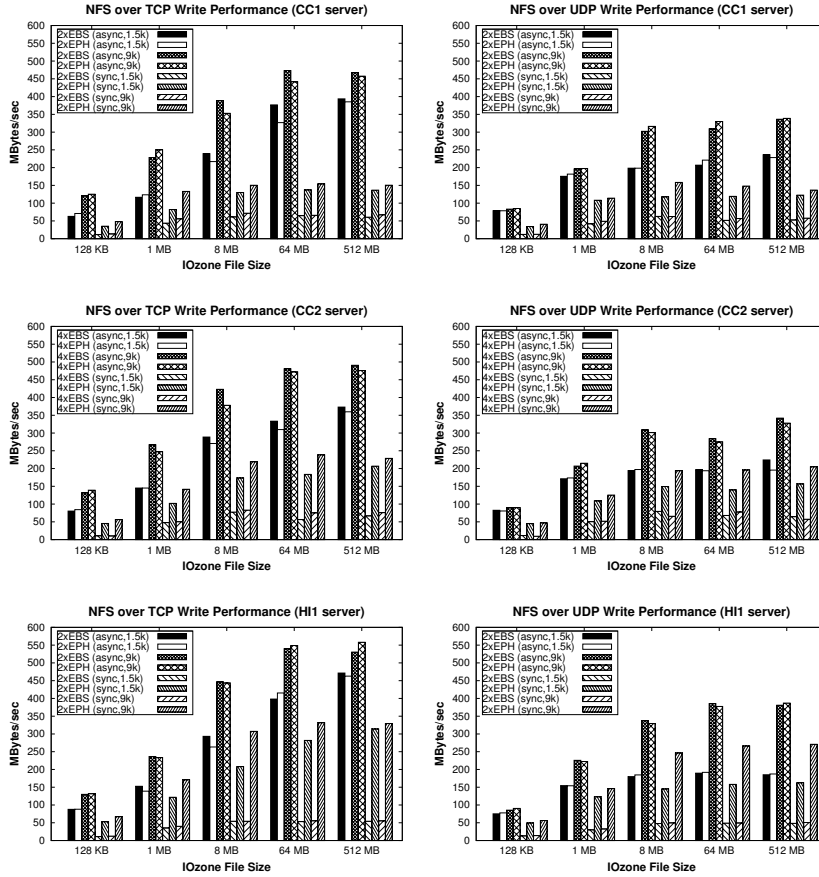 NFS over TCP Write Performance (CC1 server)
MBytes/sec
600
550
500
450
400
350
300
250
200
150
100
50
0
2xEBS (async,1.5k)
2xEPH (async,1.5k)
2xEBS (async,9k)
2xEPH (async,9k)
2xEBS (sync,1.5k)
2xEPH (sync,1.5k)
2xEBS (sync,9k)
2xEPH (sync,9k)
128 KB 1 MB 8 MB 64 MB 512 MB
IOzone File Size
NFS over UDP Write Performance (CC1 server)
MBytes/sec
600
550
500
450
400
350
300
250
200
150
100
50
0
2xEBS (async,1.5k)
2xEPH (async,1.5k)
2xEBS (async,9k)
2xEPH (async,9k)
2xEBS (sync,1.5k)
2xEPH (sync,1.5k)
2xEBS (sync,9k)
2xEPH (sync,9k)
128 KB 1 MB 8 MB 64 MB 512 MB
IOzone File Size
NFS over TCP Write Performance (CC2 server)
MBytes/sec
600
550
500
450
400
350
300
250
200
150
100
50
0
4xEBS (async,1.5k)
4xEPH (async,1.5k)
4xEBS (async,9k)
4xEPH (async,9k)
4xEBS (sync,1.5k)
4xEPH (sync,1.5k)
4xEBS (sync,9k)
4xEPH (sync,9k)
128 KB 1 MB 8 MB 64 MB 512 MB
IOzone File Size
NFS over UDP Write Performance (CC2 server)
MBytes/sec
600
550
500
450
400
350
300
250
200
150
100
50
0
4xEBS (async,1.5k)
4xEPH (async,1.5k)
4xEBS (async,9k)
4xEPH (async,9k)
4xEBS (sync,1.5k)
4xEPH (sync,1.5k)
4xEBS (sync,9k)
4xEPH (sync,9k)
128 KB 1 MB 8 MB 64 MB 512 MB
IOzone File Size
NFS over TCP Write Performance (HI1 server)
MBytes/sec
600
550
500
450
400
350
300
250
200
150
100
50
0
2xEBS (async,1.5k)
2xEPH (async,1.5k)
2xEBS (async,9k)
2xEPH (async,9k)
2xEBS (sync,1.5k)
2xEPH (sync,1.5k)
2xEBS (sync,9k)
2xEPH (sync,9k)
128 KB 1 MB 8 MB 64 MB 512 MB
IOzone File Size
NFS over UDP Write Performance (HI1 server)
MBytes/sec
600
550
500
450
400
350
300
250
200
150
100
50
0
2xEBS (async,1.5k)
2xEPH (async,1.5k)
2xEBS (async,9k)
2xEPH (async,9k)
2xEBS (sync,1.5k)
2xEPH (sync,1.5k)
2xEBS (sync,9k)
2xEPH (sync,9k)
128 KB 1 MB 8 MB 64 MB 512 MB
IOzone File Size